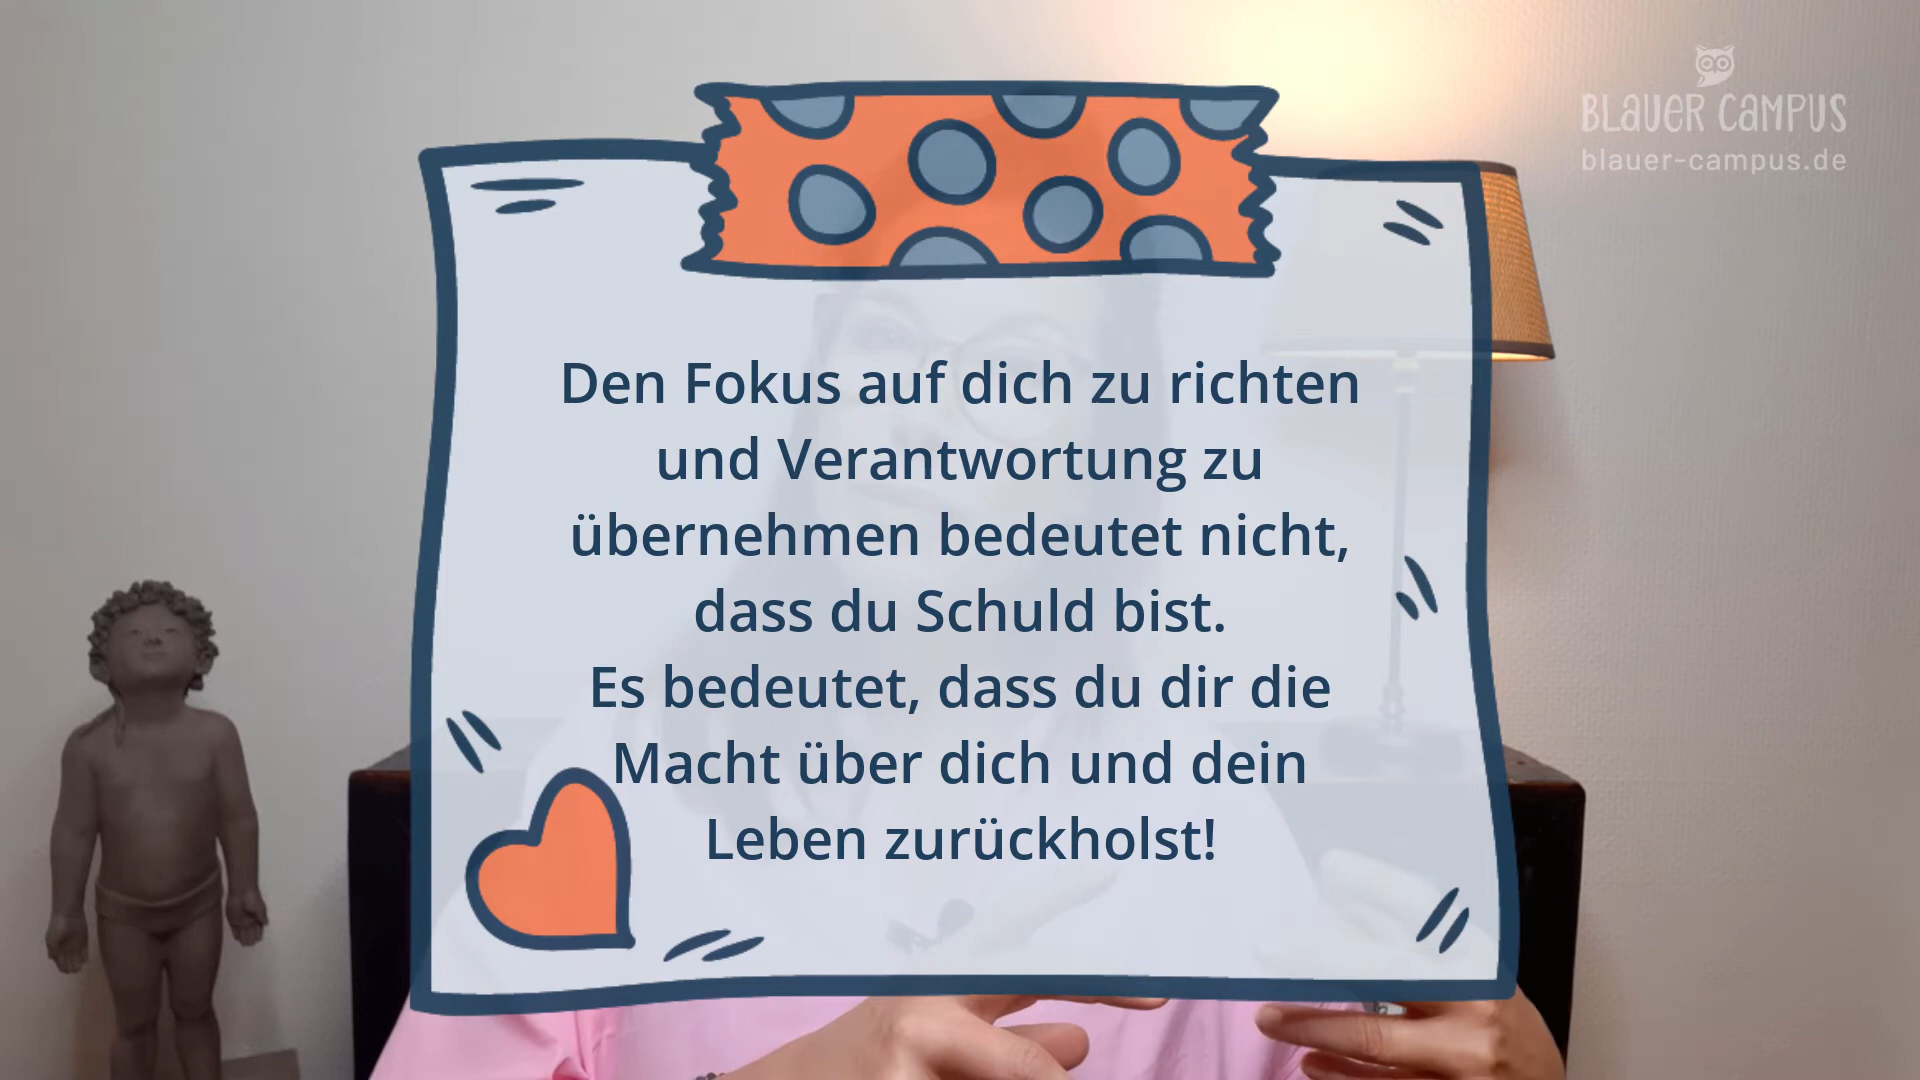 BLAUER CAMPUS
blauer-campus.de
Den Fokus auf dich zu richten
und Verantwortung zu
übernehmen bedeutet nicht,
dass du Schuld bist.
Es bedeutet, dass du dir die
Macht über dich und dein
Leben zurückholst!